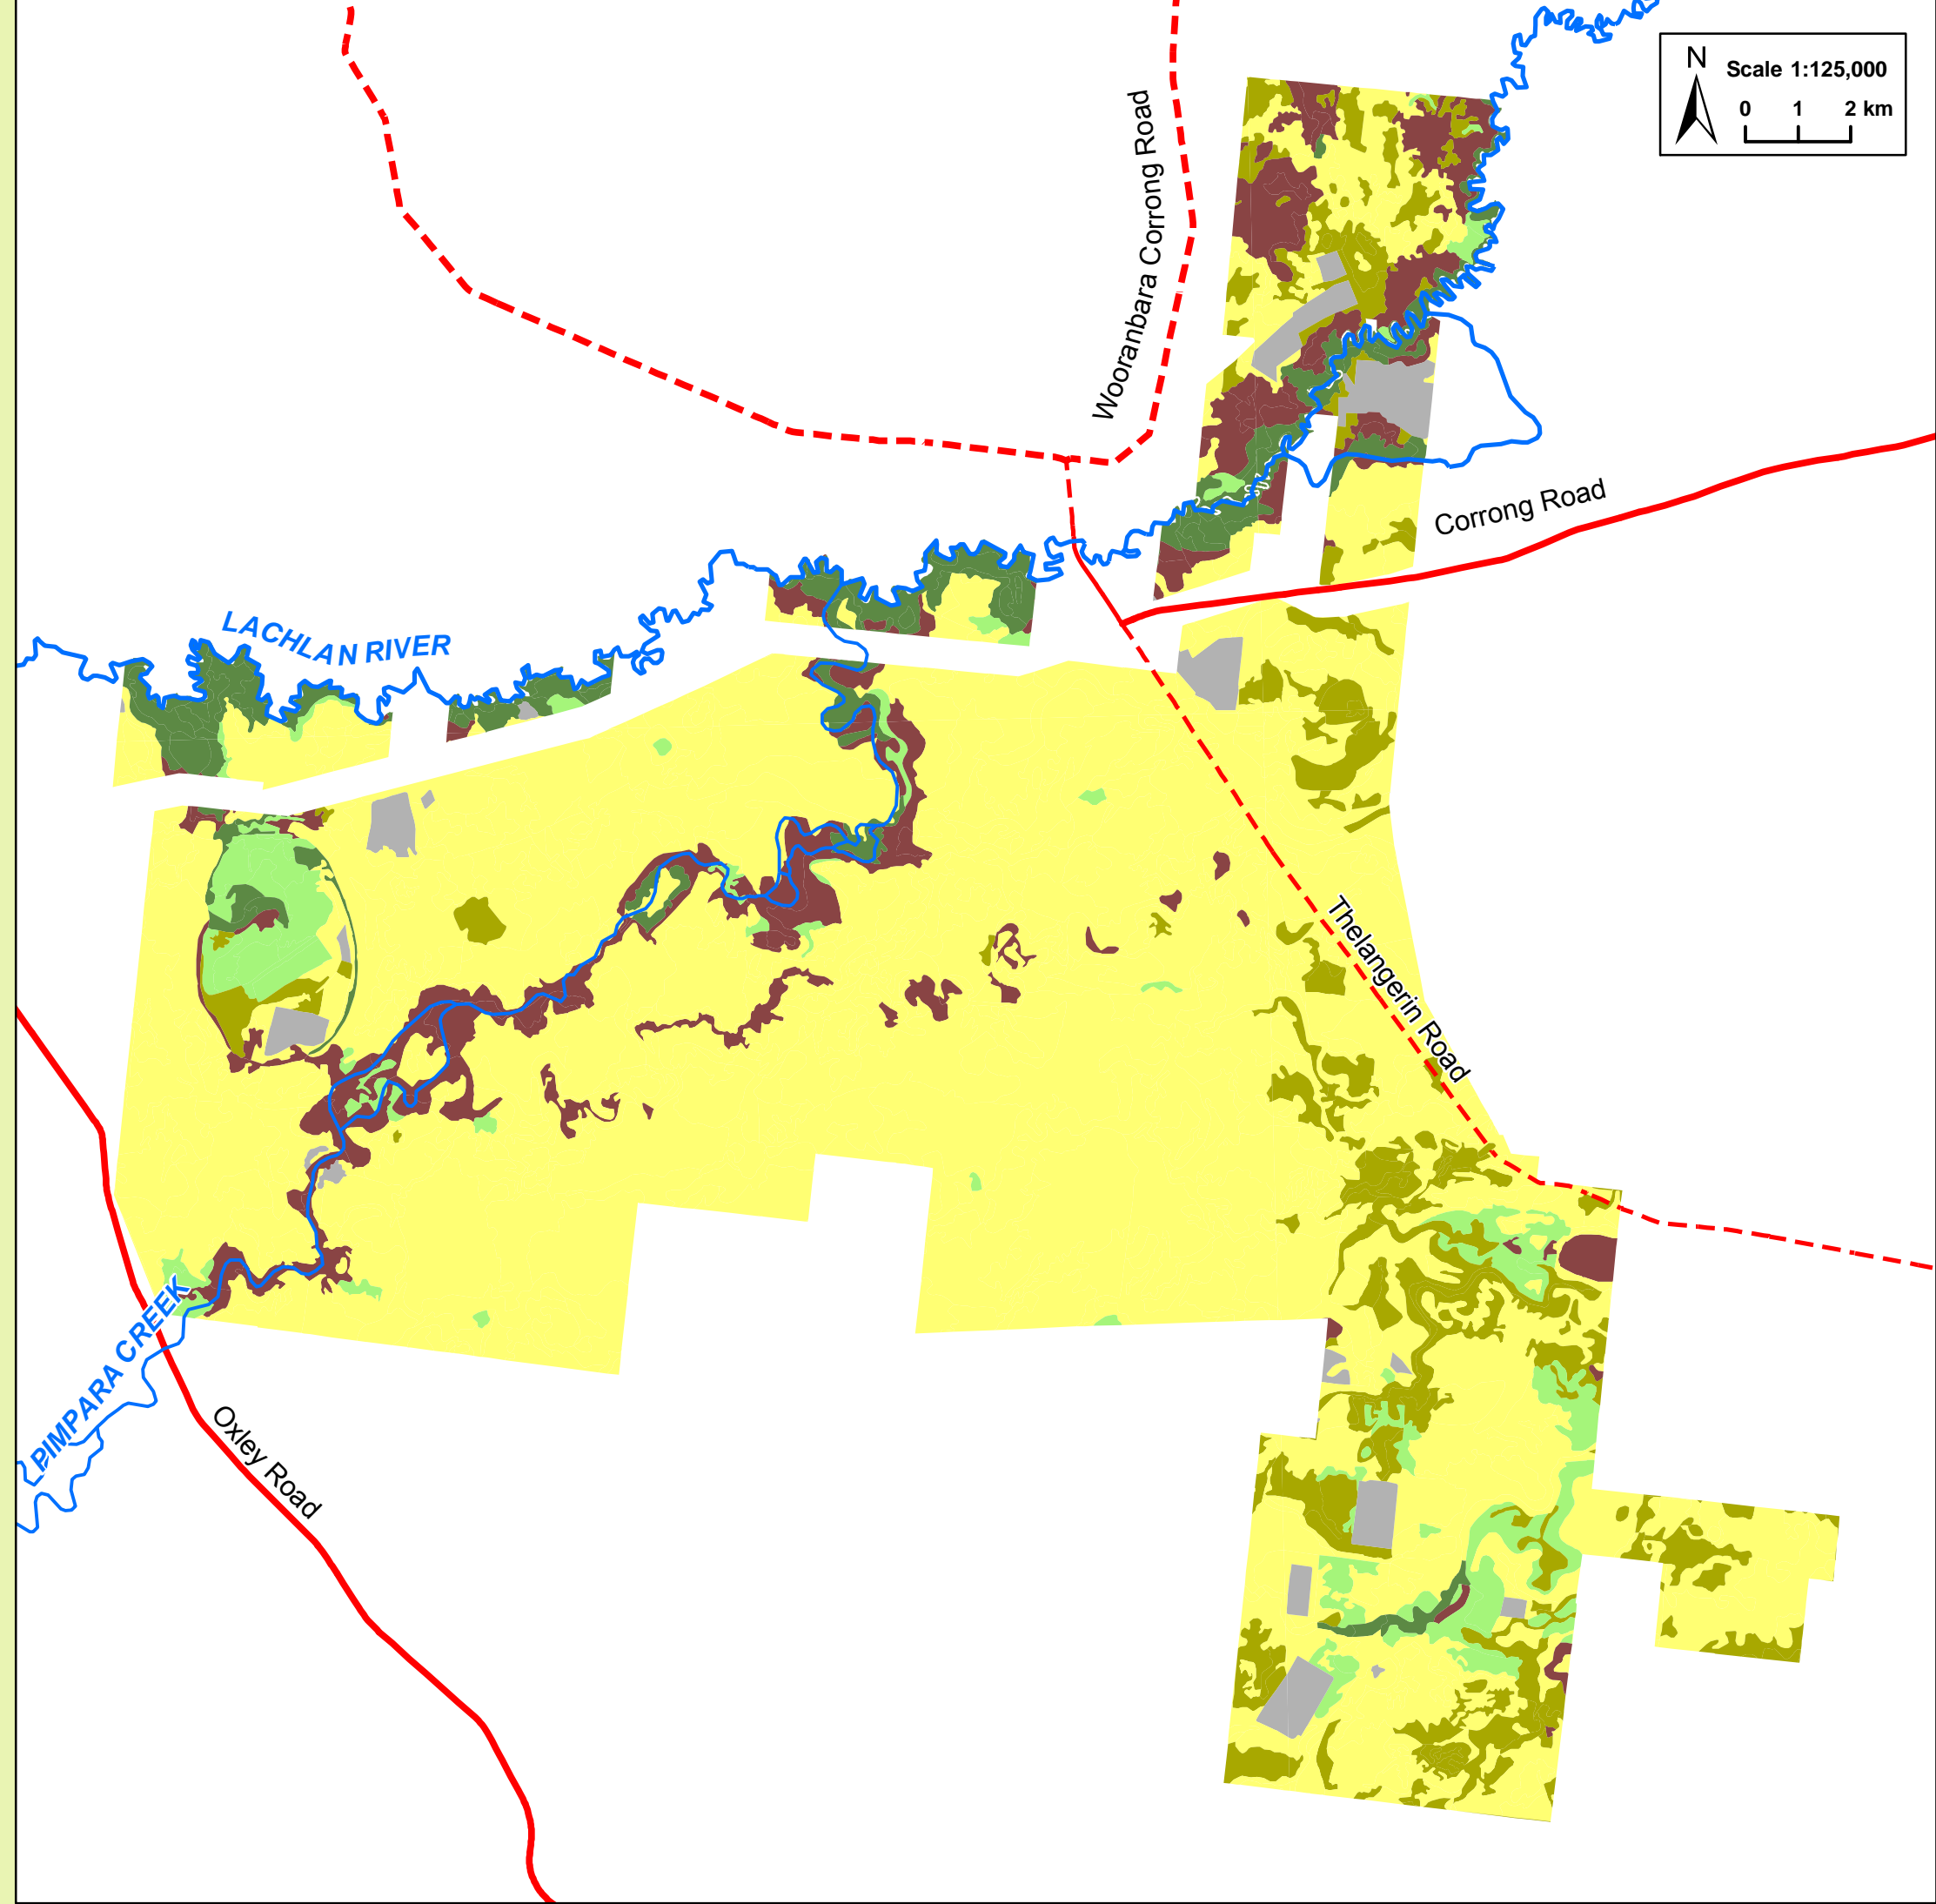 N
Scale 1:125,000
0 1 2 km
Wooranbara Corrong Road
Corrong Road
LACHLAN RIVER
Thelangerin Road
PIMPARA CREEK
Oxley Road